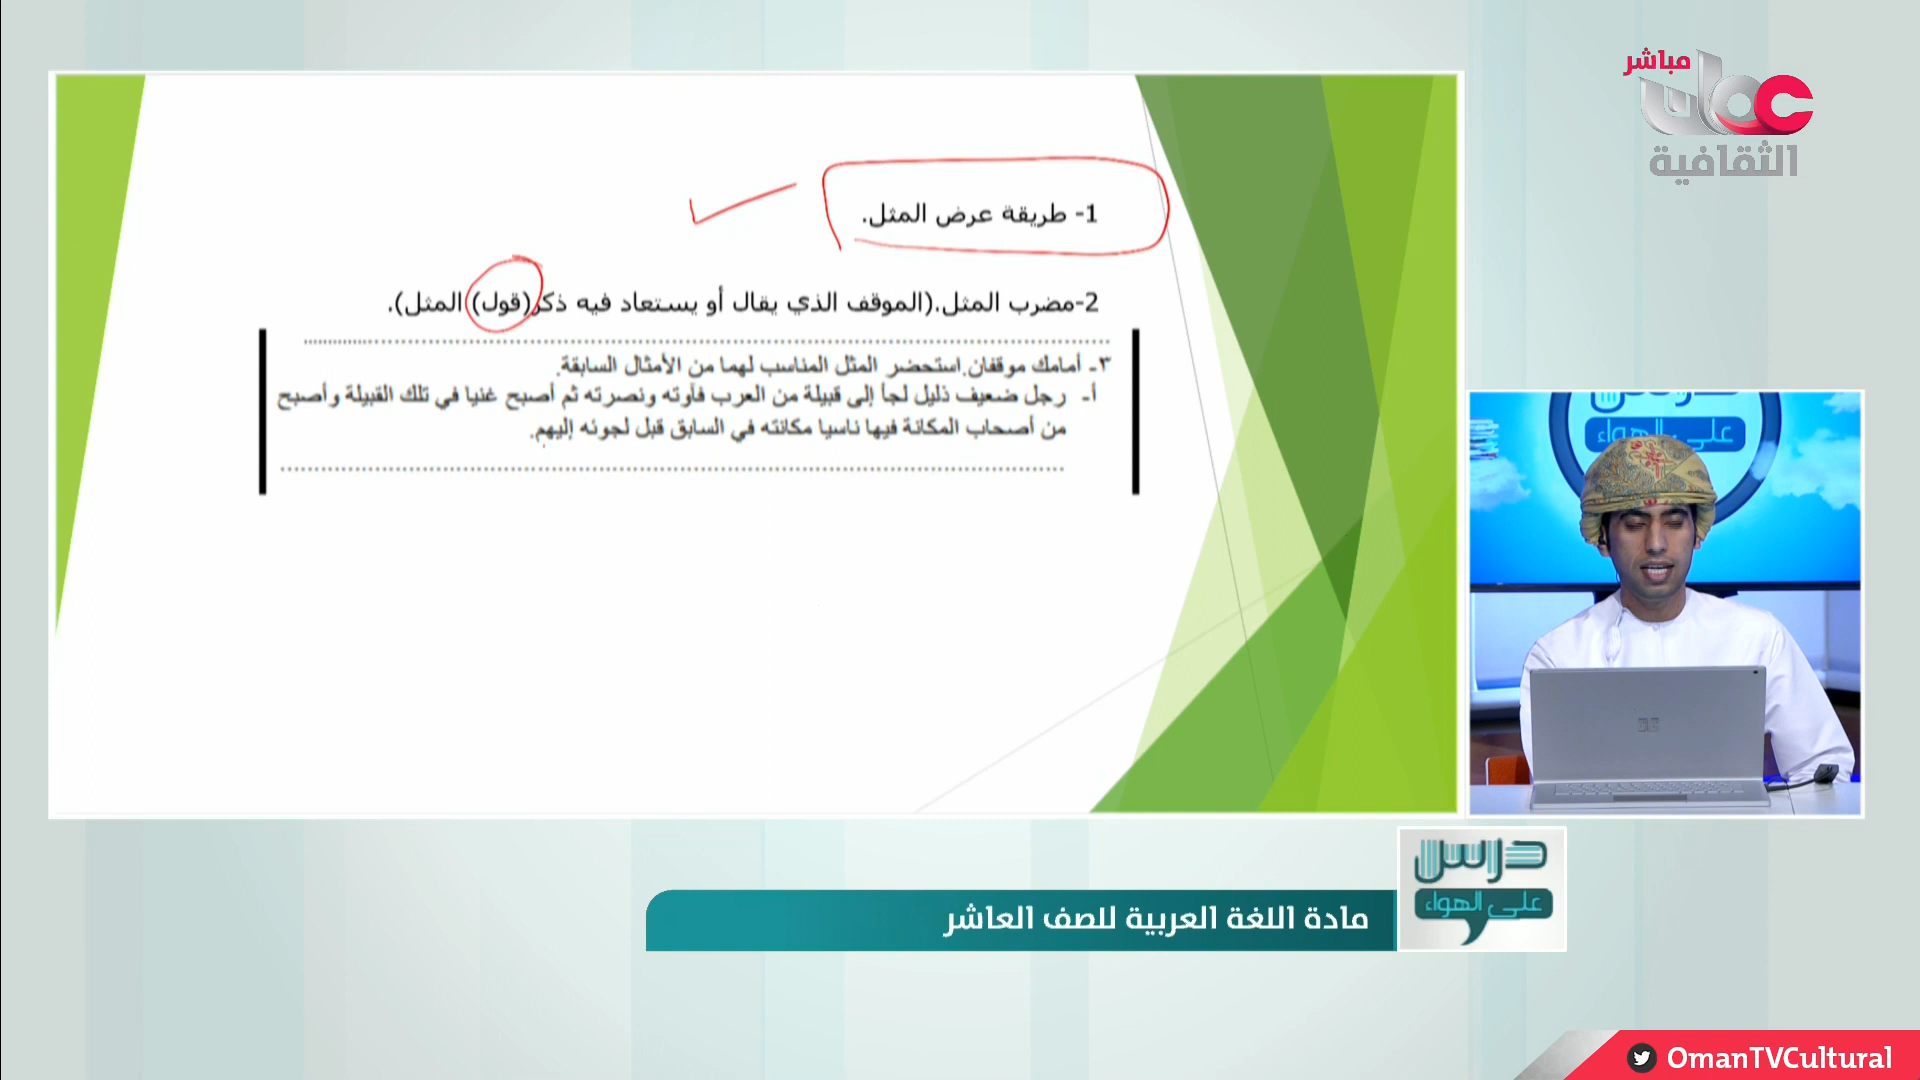 مباشر
عمان
الثقافية
1- طريقة عرض المثل.
2-مضرب المثل.(الموقف الذي يقال أو يستعاد فيه ذكر(قول) المثل).
٣- أمامك موقفان.استحضر المثل المناسب لهما من الأمثال السابقة.
أ- رجل ضعيف ذليل لجأ إلى قبيلة من العرب فآوته ونصرته ثم أصبح غنيا في تلك القبيلة وأصبح
من أصحاب المكانة فيها ناسيا مكانته في السابق قبل لجوئه إليهم.
على الهواء
درس
على الهواء
مادة اللغة العربية للصف العاشر
OmanTVCultural